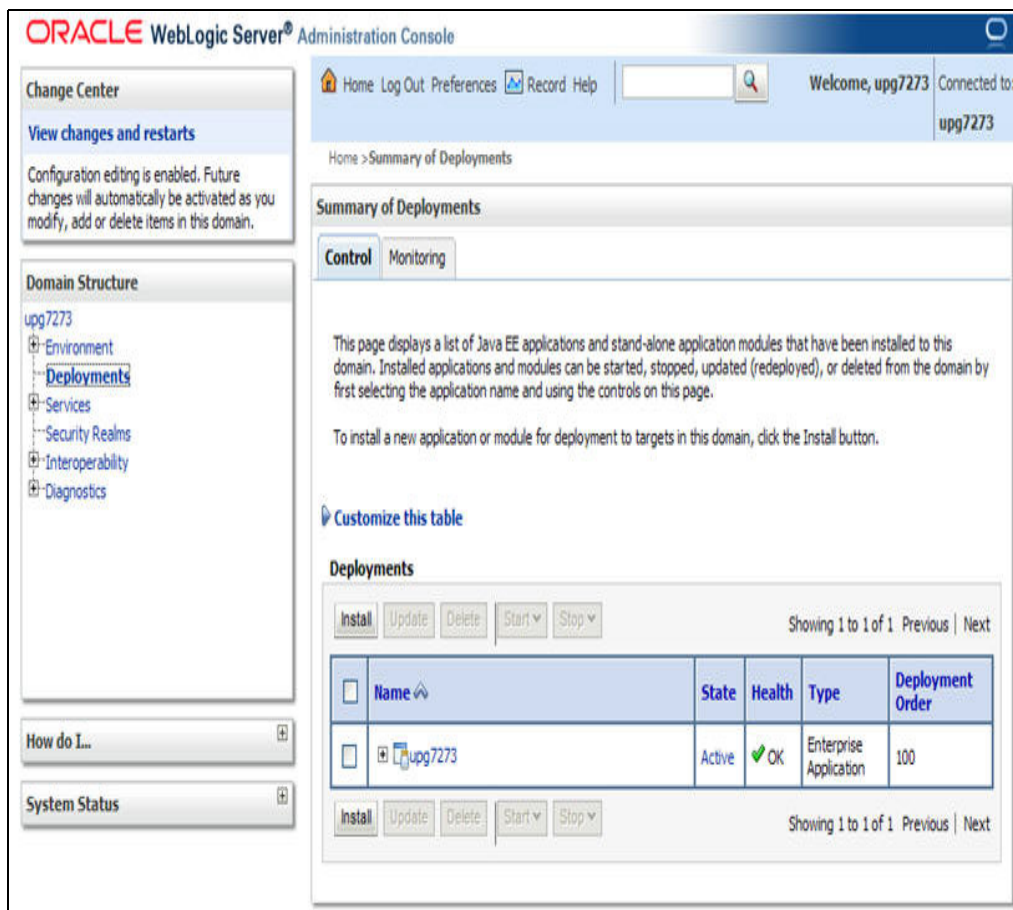 ORACLE WebLogic Server® Administration Console
Change Center
View changes and restarts
Configuration editing is enabled. Future
changes will automatically be activated as you
modify, add or delete items in this domain.
Domain Structure
upg7273
Environment
Deployments
Services
Security Realms
Interoperability
Diagnostics
How do I...
System Status
Home Log Out Preferences Record Help
Welcome, upg7273
Connected to:
upg7273
Home >Summary of Deployments
Summary of Deployments
Control Monitoring
This page displays a list of Java EE applications and stand-alone application modules that have been installed to this
domain. Installed applications and modules can be started, stopped, updated (redeployed), or deleted from the domain by
first selecting the application name and using the controls on this page.
To install a new application or module for deployment to targets in this domain, click the Install button.
Customize this table
Deployments
Install Update Delete Start Stop
Showing 1 to 1 of 1 Previous | Next
Name State Health Type Deployment
Order
upg7273 Active OK Enterprise
Application 100
Install Update Delete Start Stop
Showing 1 to 1 of 1 Previous | Next